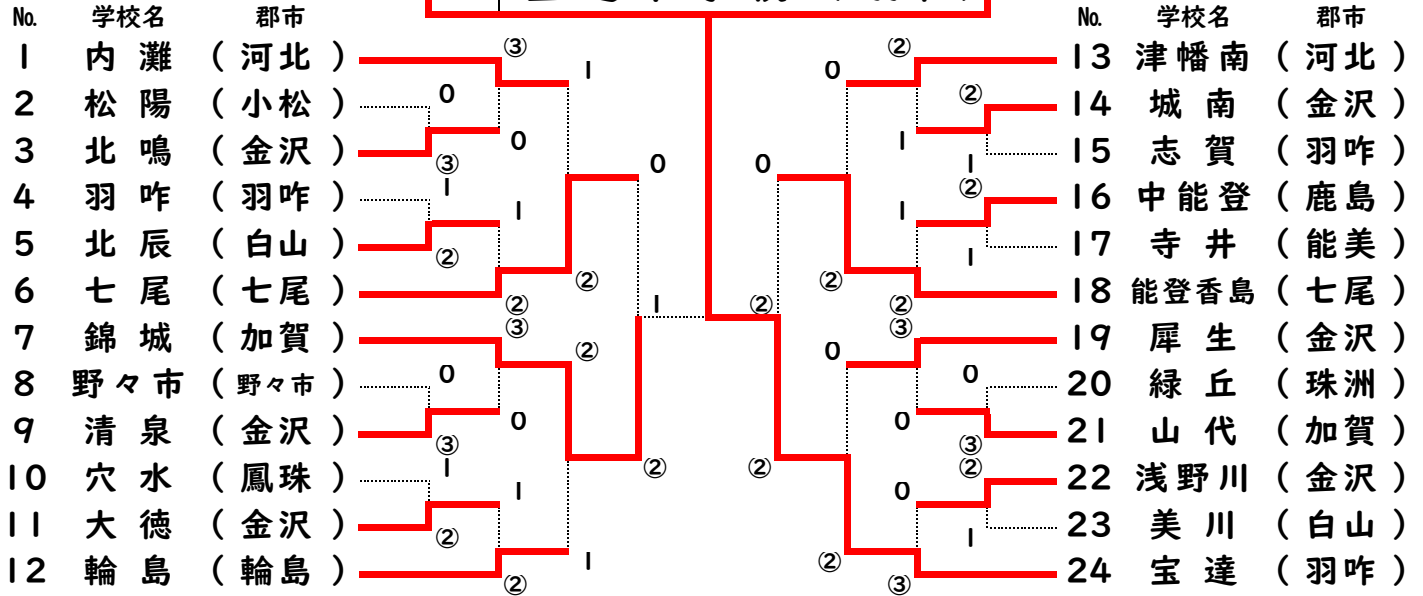 No. 学校名 郡市
1 内灘 (河北)
2 松陽 (小松)
3 北鳴 (金沢)
4 羽咋 (羽咋)
5 北辰 (白山)
6 七尾 (七尾)
7 錦城 (加賀)
8 野々市 (野々市)
9 清泉 (金沢)
10 穴水 (鳳珠)
11 大徳 (金沢)
12 輪島 (輪島)
③
0
③
0
1
1
②
1
②
②
③
0
③
0
1
1
②
②
②
1
0
1
②
②
0
②
②
0
②
0
②
②
1
1
②
1
1
②
③
0
0
③
②
0
1
②
③
No. 学校名 郡市
13 津幡南 (河北)
14 城南 (金沢)
15 志賀 (羽咋)
16 中能登 (鹿島)
17 寺井 (能美)
18 能登香島 (七尾)
19 犀生 (金沢)
20 緑丘 (珠洲)
21 山代 (加賀)
22 浅野川 (金沢)
23 美川 (白山)
24 宝達 (羽咋)